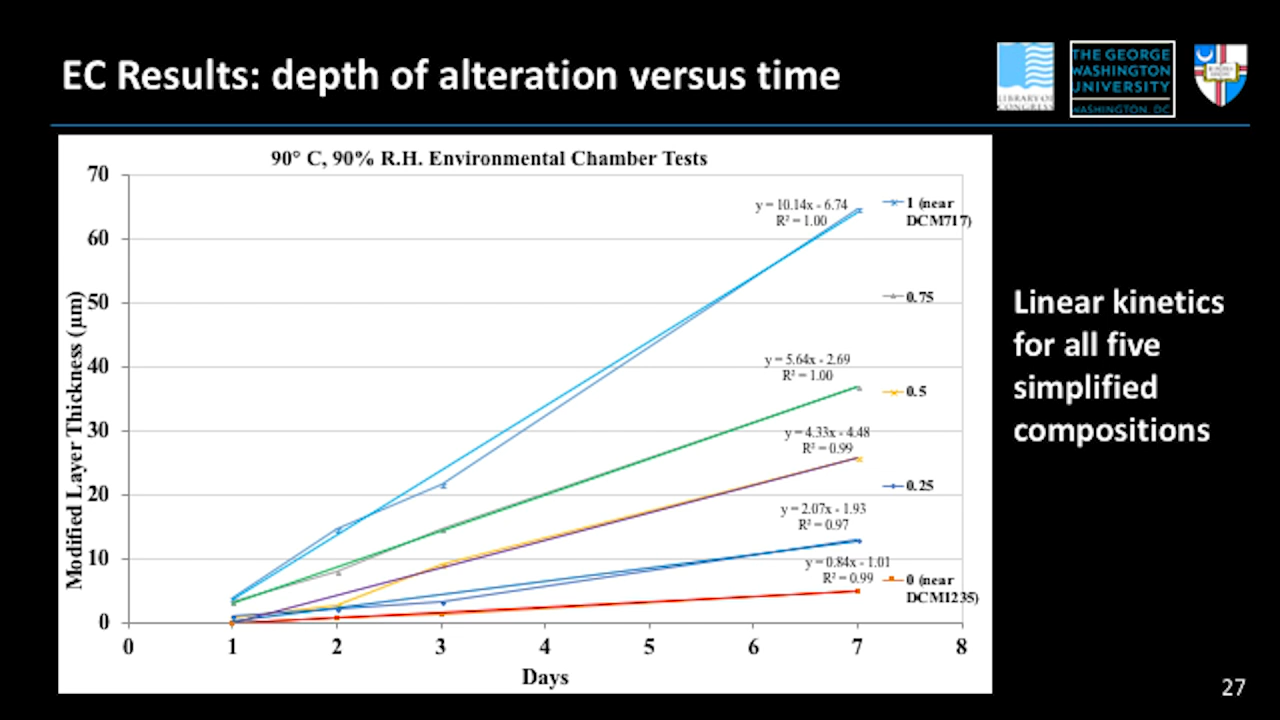 EC Results: depth of alteration versus time
LIBRARY OF
CONGRESS
THE GEORGE
WASHINGTON
UNIVERSITY
WASHINGTON, DC
90° C, 90% R.H. Environmental Chamber Tests
Modified Layer Thickness (µm)
70
60
50
40
30
20
10
0
0
1
2
3
4
5
6
7
8
Days
y = 10.14x - 6.74
R² = 1.00
y = 5.64x - 2.69
R² = 1.00
y = 4.33x - 4.48
R² = 0.99
y = 2.07x - 1.93
R² = 0.97
y = 0.84x - 1.01
R² = 0.99
1 (near
DCM717)
0.75
0.5
0.25
0 (near
DCM1235)
Linear kinetics
for all five
simplified
compositions
27